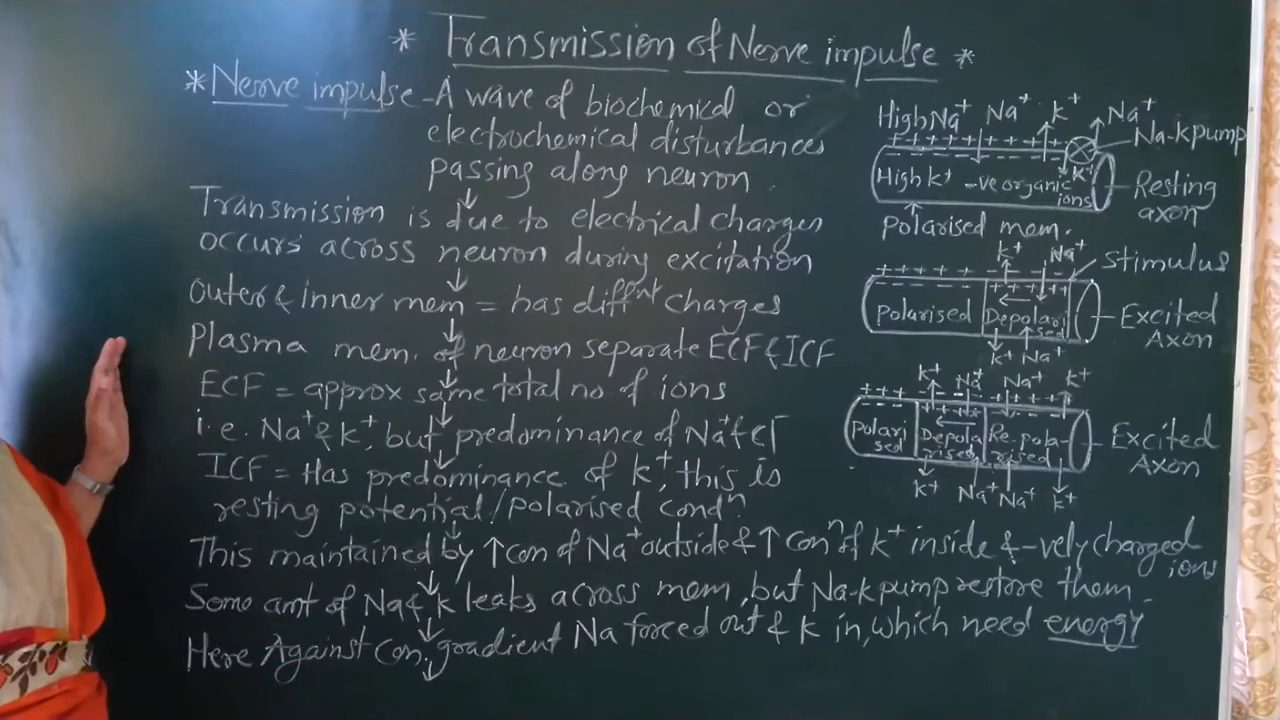 * Transmission of Nerve impulse *
* Nerve impulse - A wave of biochemical or
electrochemical disturbances
passing along neuron.
↓
Transmission is due to electrical charges
occurs across neuron during excitation
↓
Outer & inner mem = has diffnt charges
↓
Plasma mem. of neuron separate ECF & ICF
↓
ECF = approx same total no of ions
↓
i.e. Na+ & k+, but predominance of Na+ & cl-
↓
ICF = Has predominance of k+, this is
resting potential/polarised condn
↓
This maintained by ↑con of Na+ outside & ↑con^n of k+ inside & -vely charged
ions
↓
Some amt of Na & k leaks across mem, but Na-k pump restore them
↓
Here Against con. gradient Na forced out & k in, which need energy
↓
High Na+ Na+ k+ Na+
Na-k pump
+ + + + + + + + + +
High k+ -ve organic ions k+
Resting
axon
Polarised mem.
k+ Na+ stimulus
+ + + + +
Polarised Depolarised
Excited
Axon
k+ Na+
k+ Na+ Na+ k+
+ + +
Polarised Depolarised Re-polarised
Excited
Axon
k+ Na+ Na+ k+